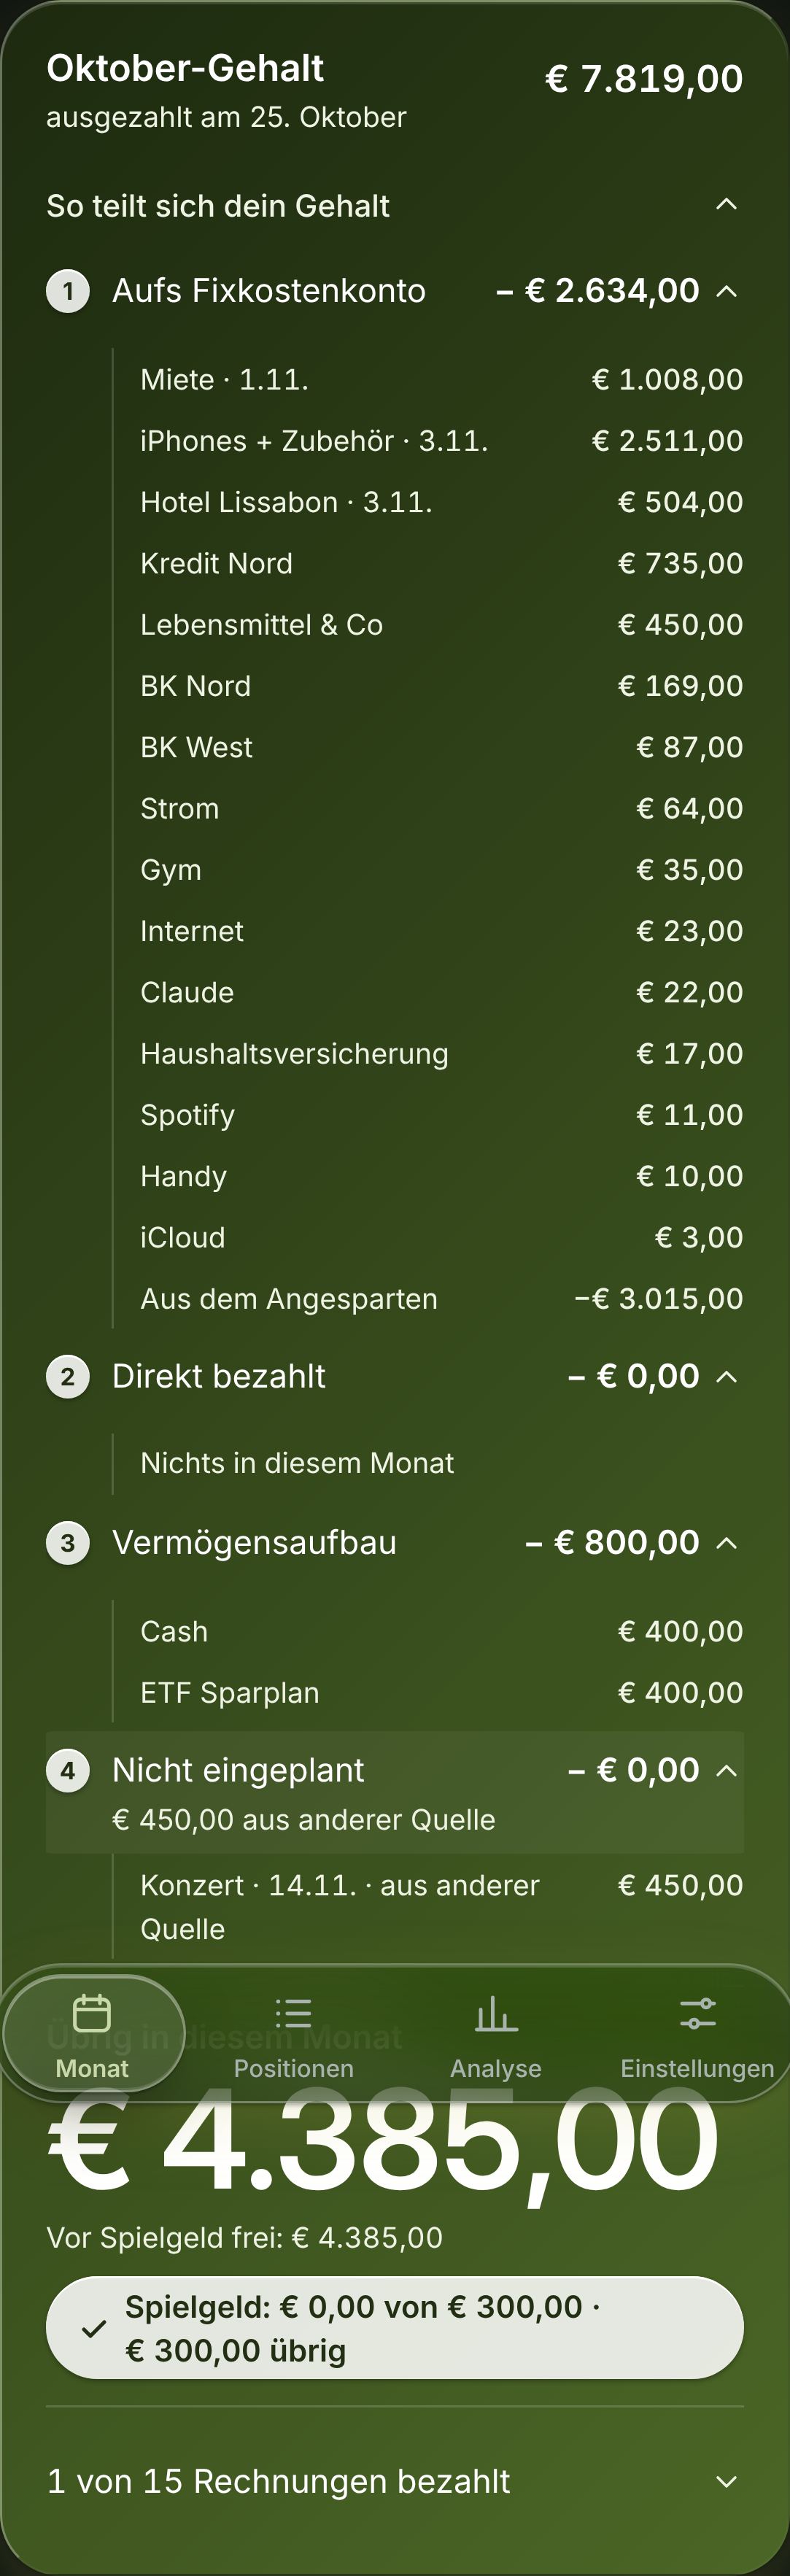 Oktober-Gehalt
€ 7.819,00
ausgezahlt am 25. Oktober
So teilt sich dein Gehalt
1 Aufs Fixkostenkonto – € 2.634,00
Miete · 1.11. € 1.008,00
iPhones + Zubehör · 3.11. € 2.511,00
Hotel Lissabon · 3.11. € 504,00
Kredit Nord € 735,00
Lebensmittel & Co € 450,00
BK Nord € 169,00
BK West € 87,00
Strom € 64,00
Gym € 35,00
Internet € 23,00
Claude € 22,00
Haushaltsversicherung € 17,00
Spotify € 11,00
Handy € 10,00
iCloud € 3,00
Aus dem Angesparten −€ 3.015,00
2 Direkt bezahlt – € 0,00
Nichts in diesem Monat
3 Vermögensaufbau – € 800,00
Cash € 400,00
ETF Sparplan € 400,00
4 Nicht eingeplant – € 0,00
€ 450,00 aus anderer Quelle
Konzert · 14.11. · aus anderer € 450,00
Quelle
Übrig in diesem Monat
Monat Positionen Analyse Einstellungen
€ 4.385,00
Vor Spielgeld frei: € 4.385,00
Spielgeld: € 0,00 von € 300,00 ·
€ 300,00 übrig
1 von 15 Rechnungen bezahlt